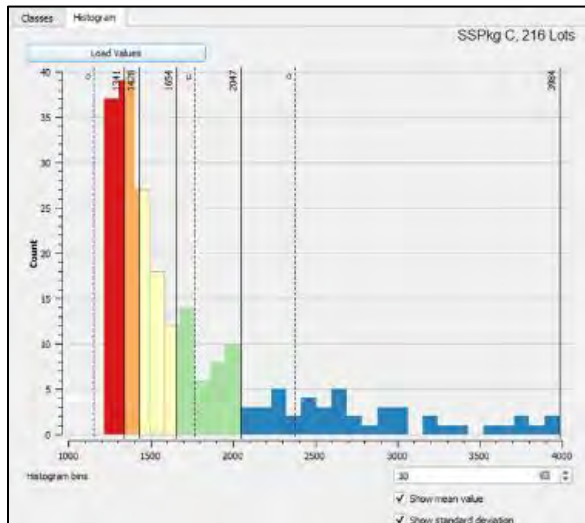 Classes Histogram
SSPkg C, 216 Lots
Load Values
σ 1341 1428 1654 μ 2047 σ 3984
40
35
30
25
20
15
10
5
0
Count
1000 1500 2000 2500 3000 3500 4000
Histogram bins
✓ Show mean value
✓ Show standard deviation